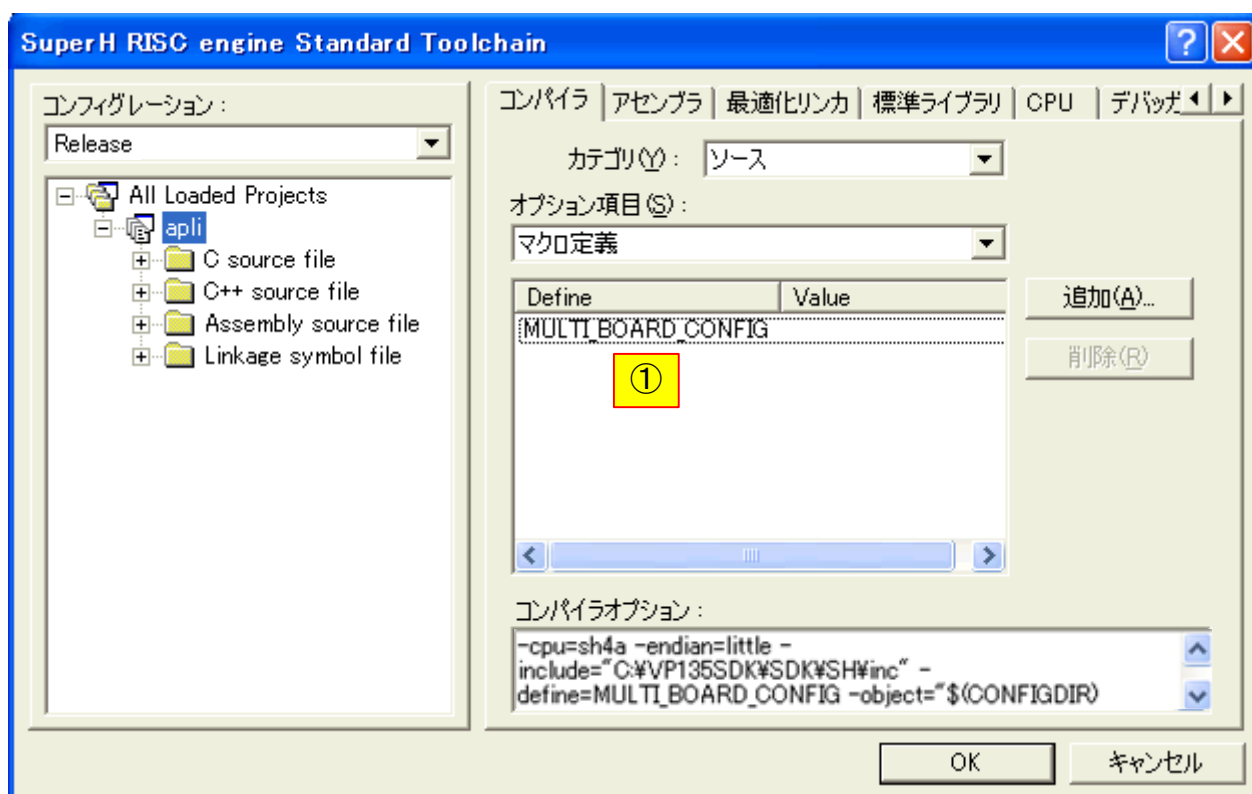 SuperH RISC engine Standard Toolchain
コンフィグレーション :
Release
All Loaded Projects
apli
C source file
C++ source file
Assembly source file
Linkage symbol file
コンパイラ アセンブラ 最適化リンカ 標準ライブラリ CPU デバッガ
カテゴリ(Y) : ソース
オプション項目(S) :
マクロ定義
Define Value
MULTI_BOARD_CONFIG
①
追加(A)...
削除(R)
コンパイラオプション :
-cpu=sh4a -endian=little -
include="C:¥VP135SDK¥SDK¥SH¥inc" -
define=MULTI_BOARD_CONFIG -object="$(CONFIGDIR)
OK キャンセル